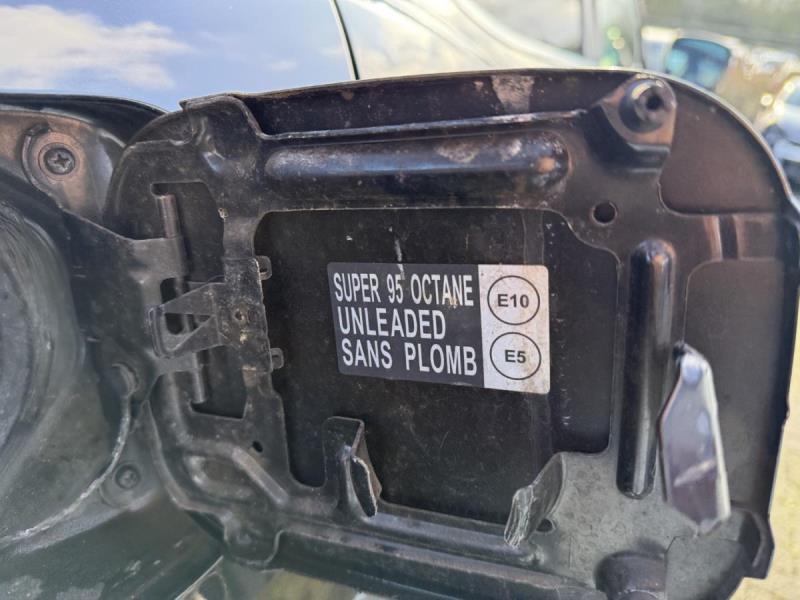 SUPER 95 OCTANE
UNLEADED
SANS PLOMB
E10
E5